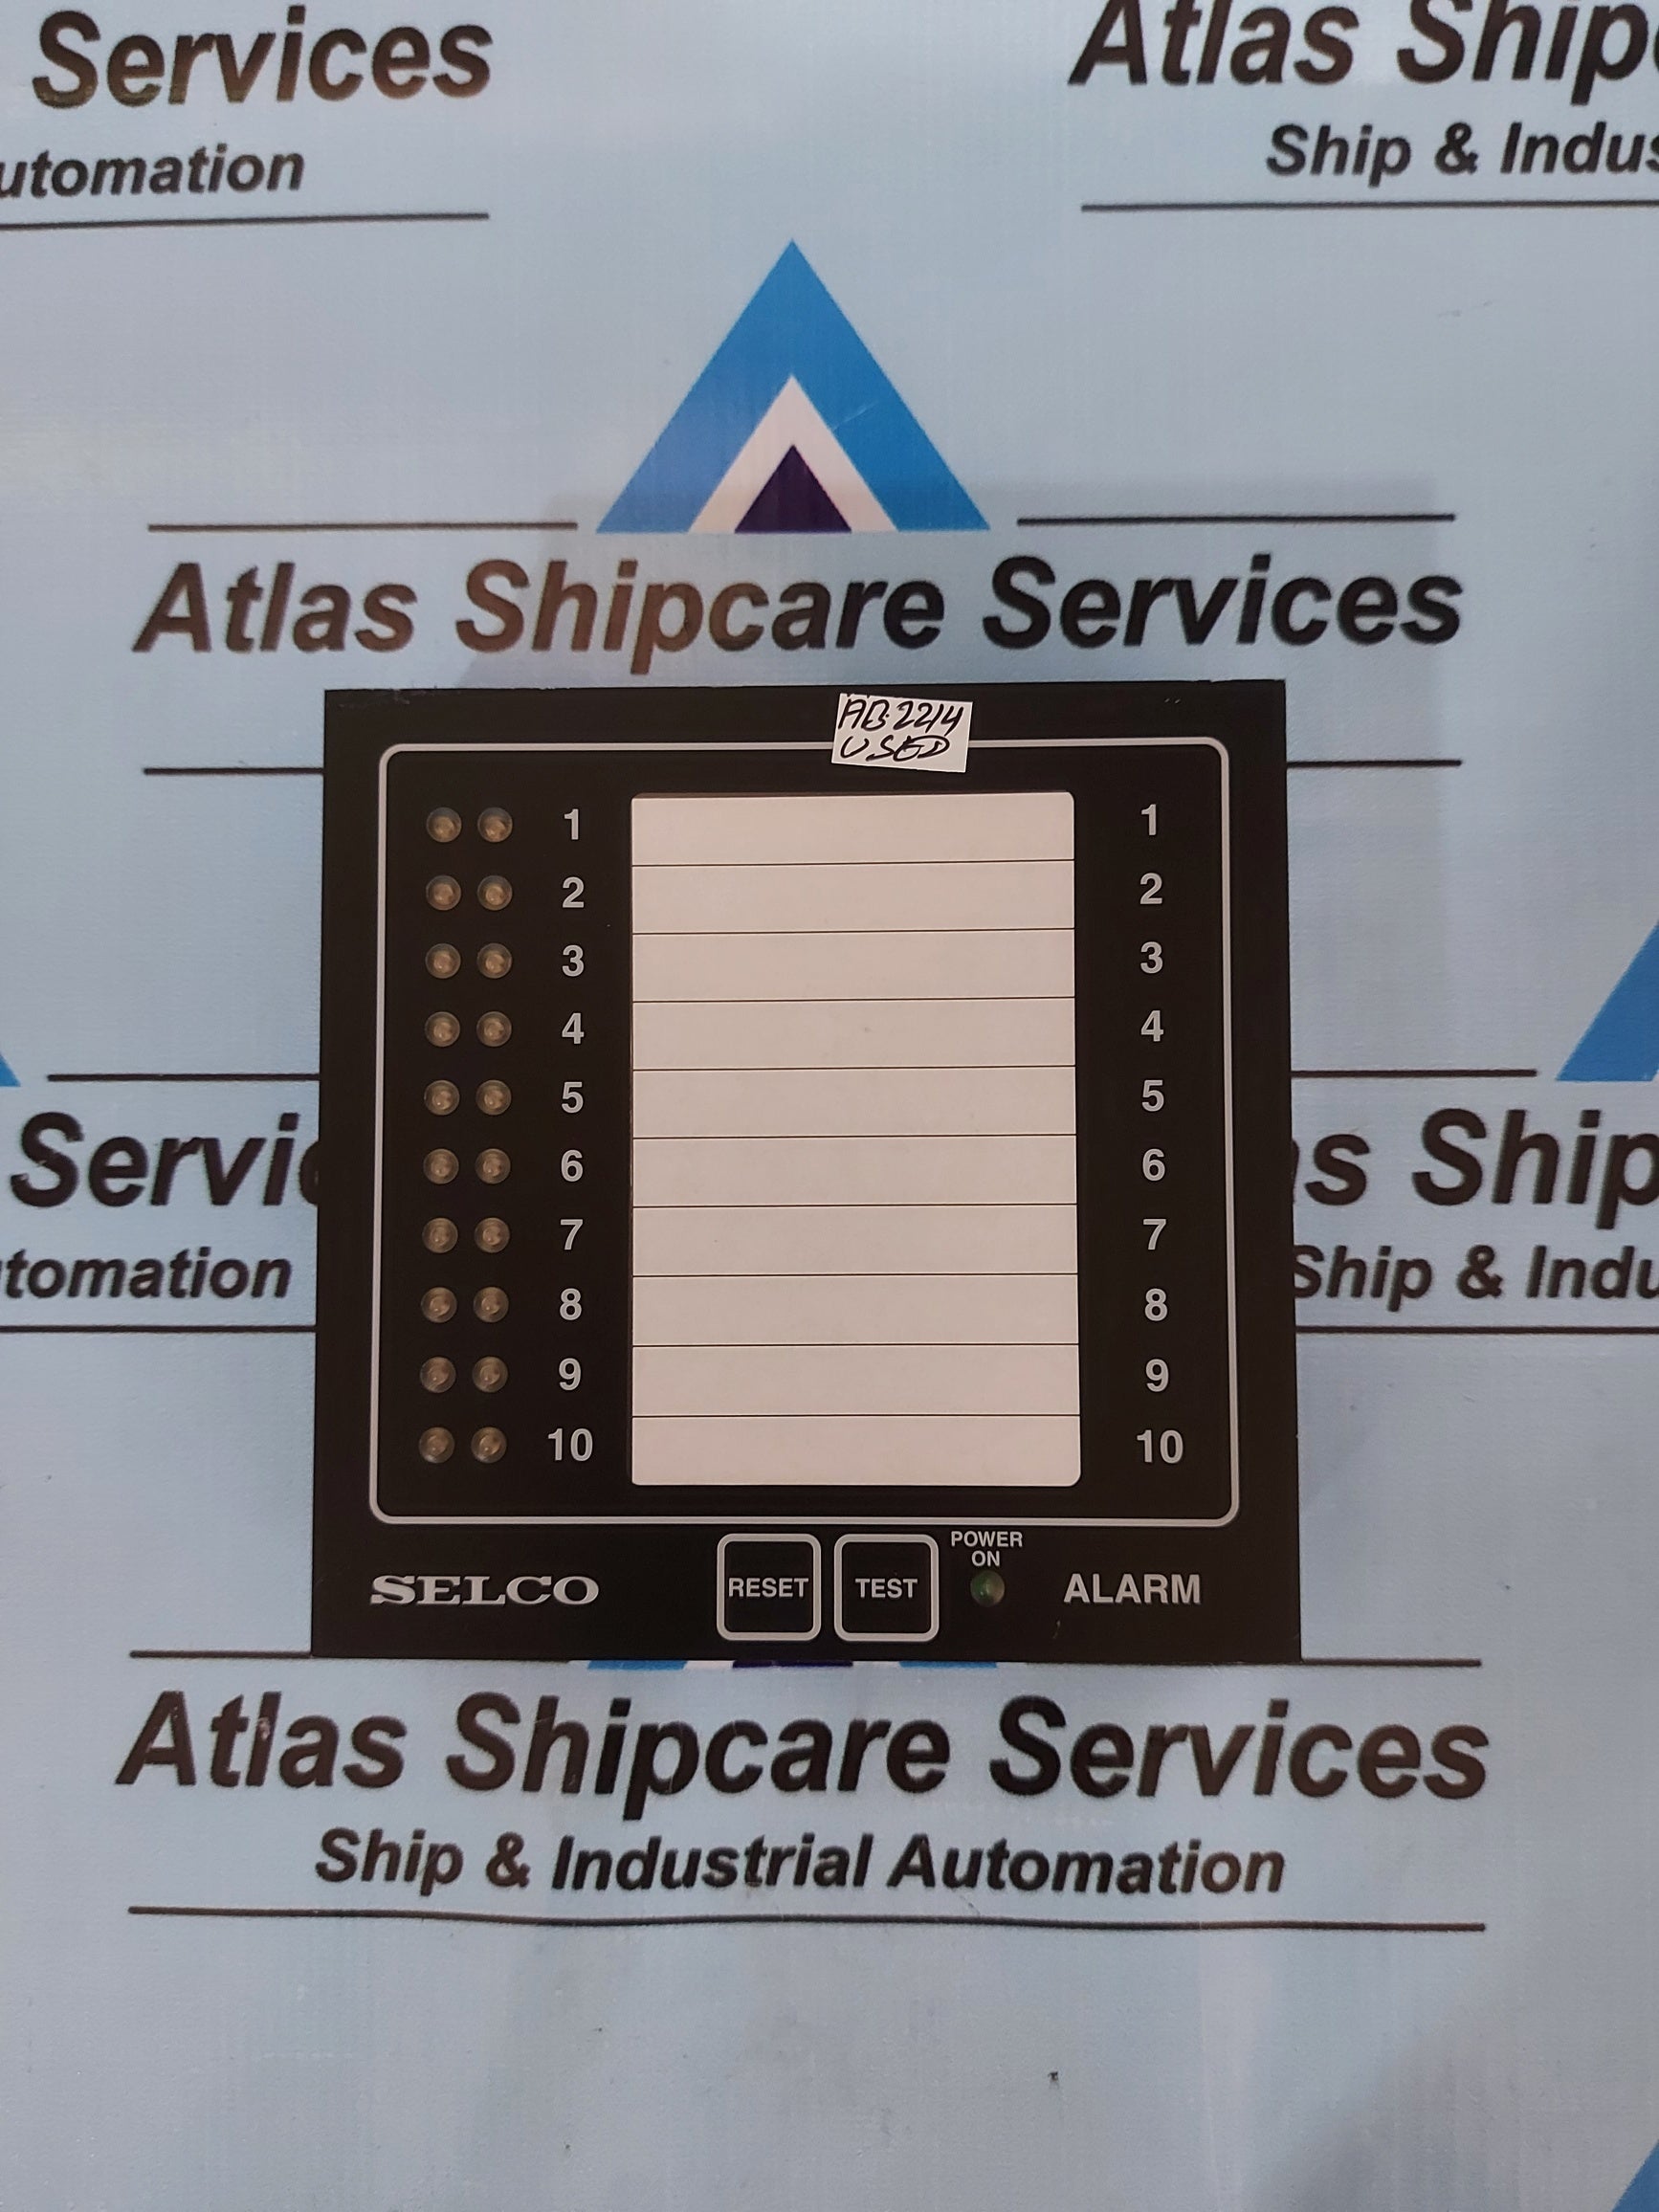 Services
utomation
Atlas Ship
Ship & Indus
Atlas Shipcare Services
AB.2214
USED
1 1
2 2
3 3
4 4
5 5
6 6
7 7
8 8
9 9
10 10
Servic
tomation
as Ship
Ship & Indu
SELCO RESET TEST POWER
ON
ALARM
Atlas Shipcare Services
Ship & Industrial Automation